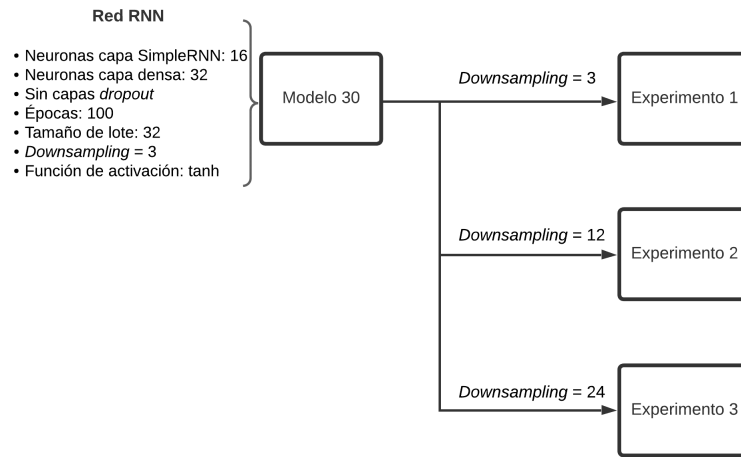 Red RNN
• Neuronas capa SimpleRNN: 16
• Neuronas capa densa: 32
• Sin capas dropout
• Épocas: 100
• Tamaño de lote: 32
• Downsampling = 3
• Función de activación: tanh
Modelo 30
Downsampling = 3
Experimento 1
Downsampling = 12
Experimento 2
Downsampling = 24
Experimento 3